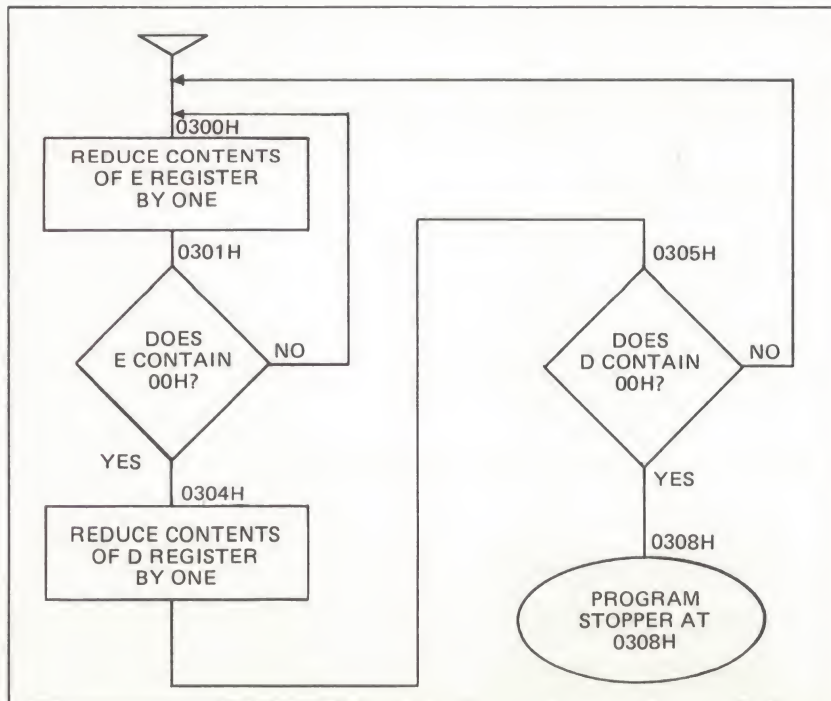 0300H
REDUCE CONTENTS
OF E REGISTER
BY ONE
0301H
DOES
E CONTAIN
00H?
NO
YES
0304H
REDUCE CONTENTS
OF D REGISTER
BY ONE
0305H
DOES
D CONTAIN
00H?
NO
YES
0308H
PROGRAM
STOPPER AT
0308H